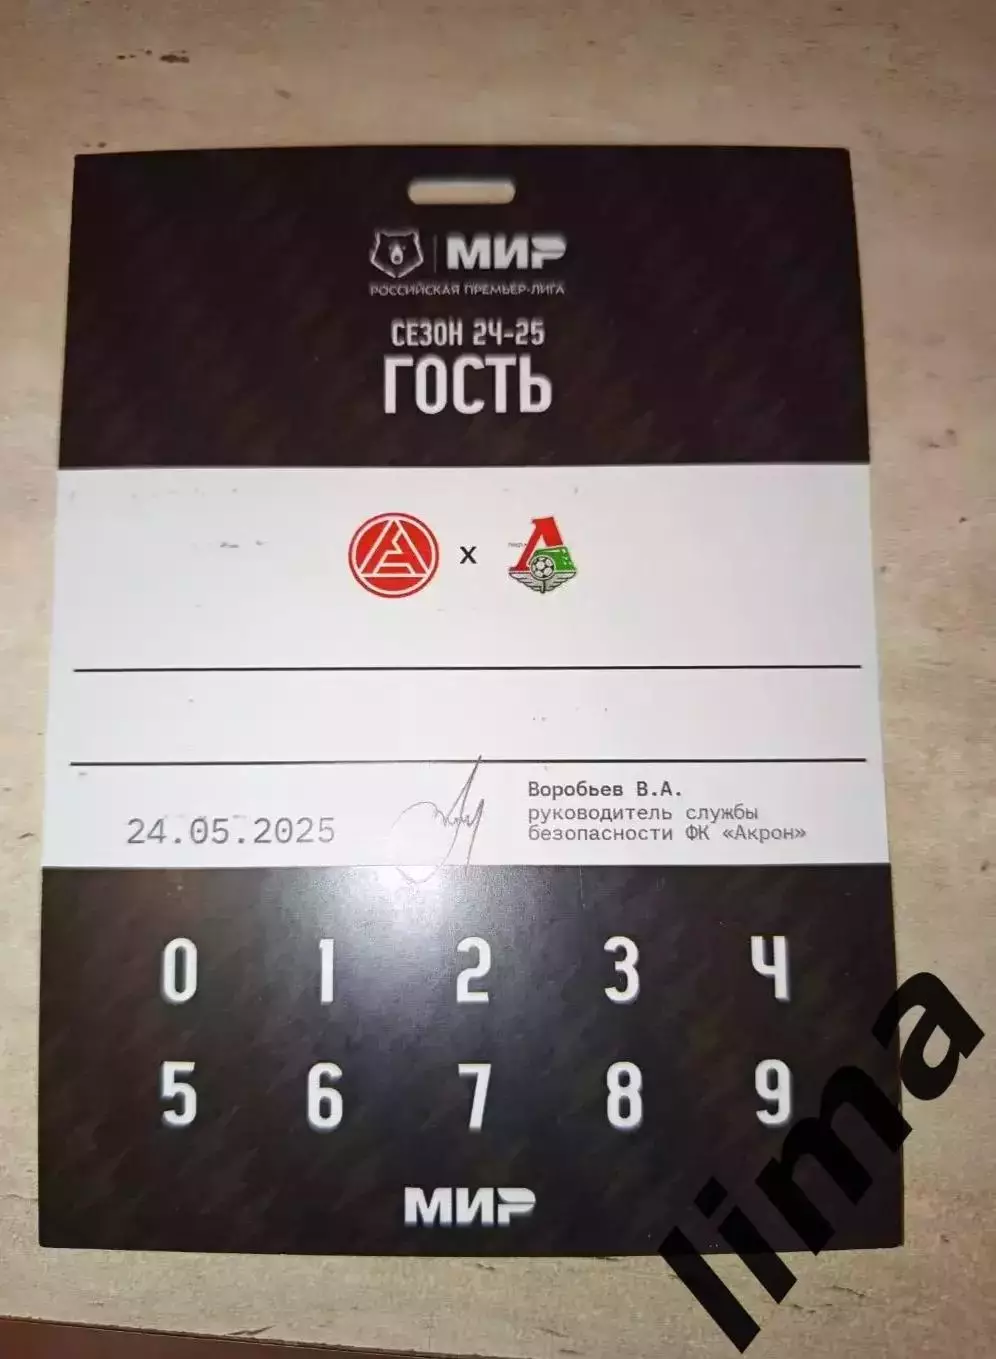 МИР
РОССИЙСКАЯ ПРЕМЬЕР-ЛИГА
СЕЗОН 24-25
ГОСТЬ
х
24.05.2025
Воробьев В.А.
руководитель службы
безопасности ФК «Акрон»
0 1 2 3 4
5 6 7 8 9
МИР
lima